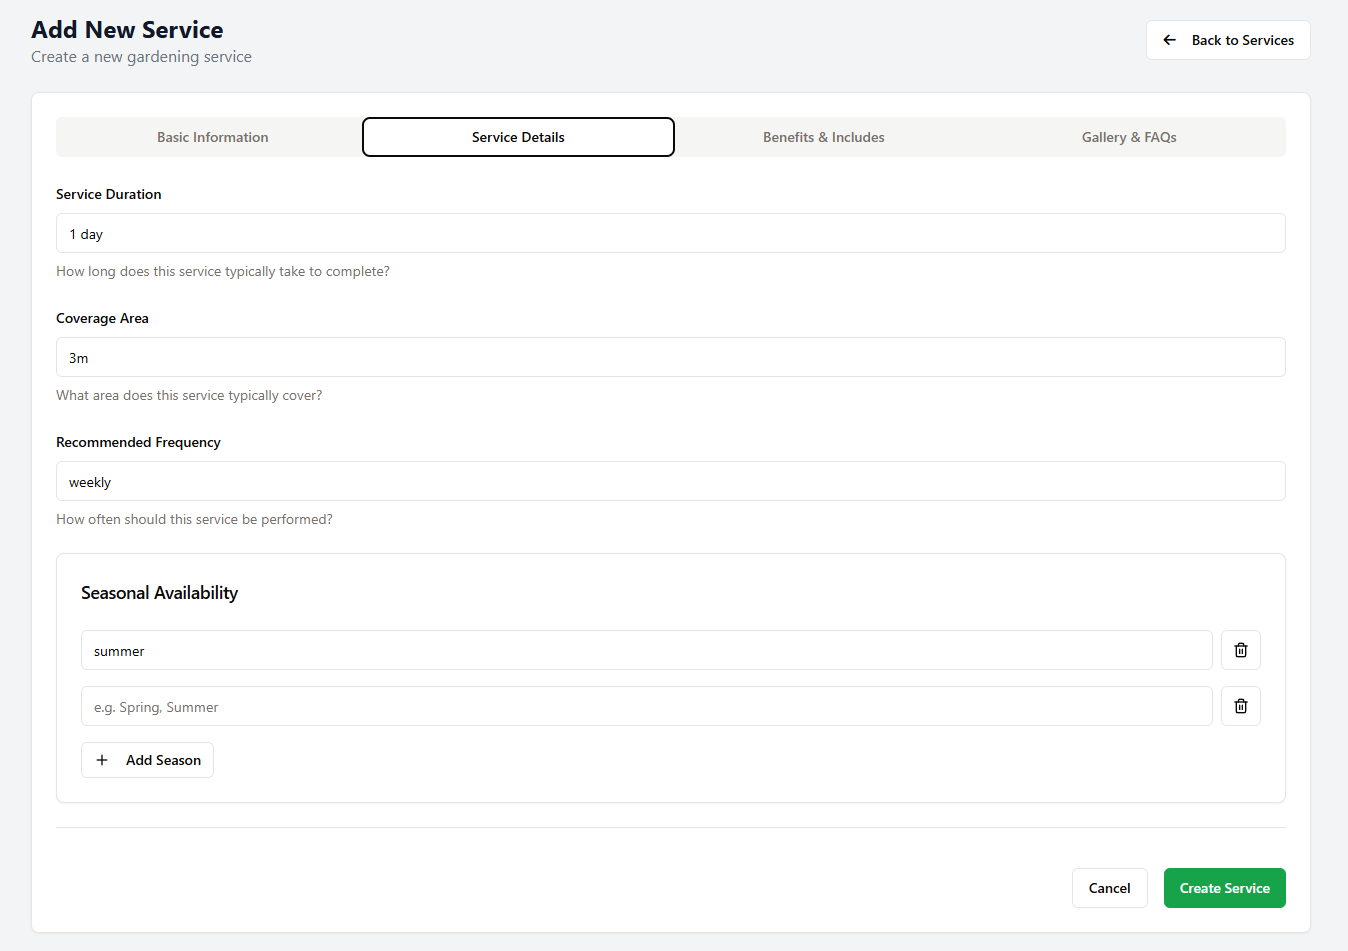 Add New Service
Create a new gardening service
Back to Services
Basic Information
Service Details
Benefits & Includes
Gallery & FAQs
Service Duration
1 day
How long does this service typically take to complete?
Coverage Area
3m
What area does this service typically cover?
Recommended Frequency
weekly
How often should this service be performed?
Seasonal Availability
summer
e.g. Spring, Summer
Add Season
Cancel
Create Service